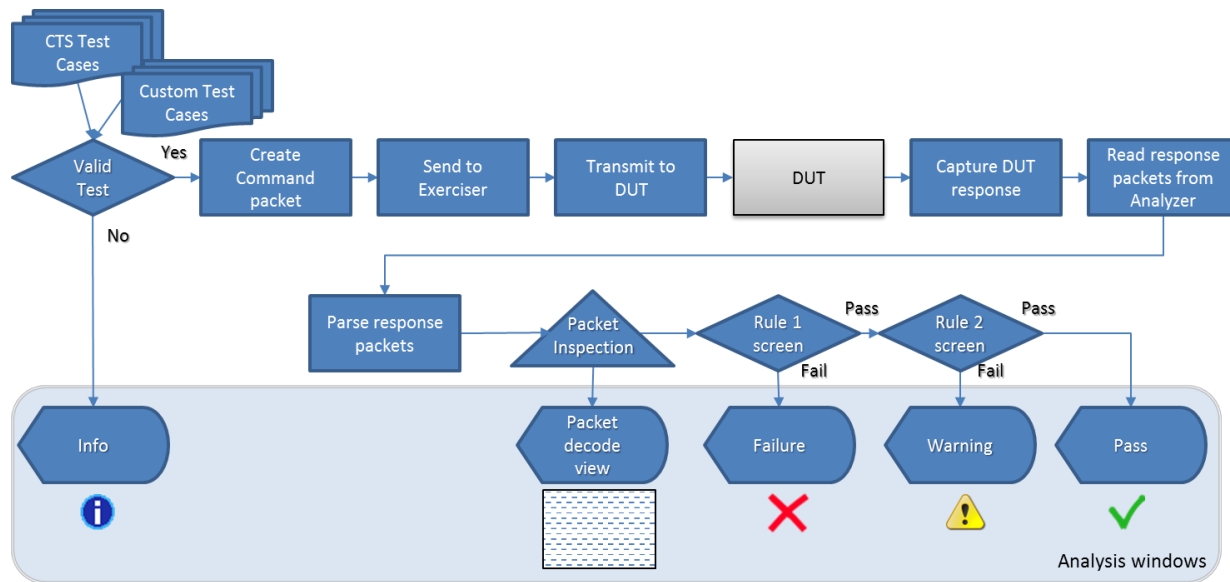 CTS Test
Cases
Custom Test
Cases
Valid
Test
Yes
No
Create
Command
packet
Send to
Exerciser
Transmit to
DUT
DUT
Capture DUT
response
Read response
packets from
Analyzer
Parse response
packets
Packet
Inspection
Rule 1
screen
Pass
Fail
Rule 2
screen
Pass
Fail
Info
Packet
decode
view
Failure
Warning
Pass
i
!
Analysis windows